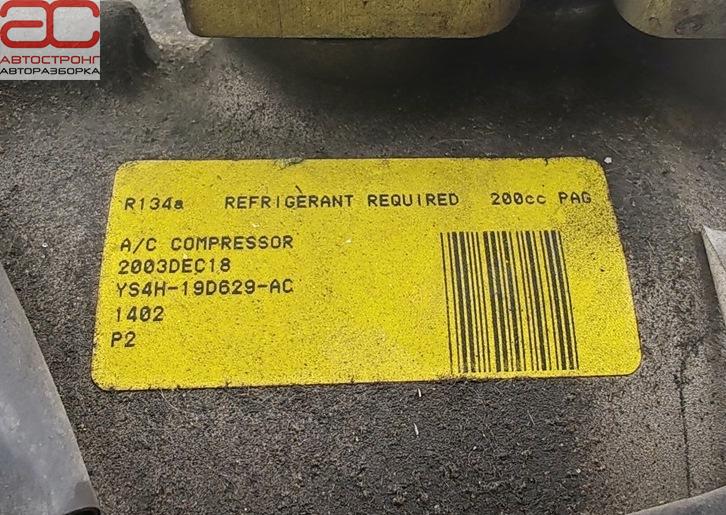 АС
АВТОСТРОНГ
АВТОРАЗБОРКА
R134a REFRIGERANT REQUIRED 200cc PAG
A/C COMPRESSOR
2003DEC18
YS4H-19D629-AC
1402
P2